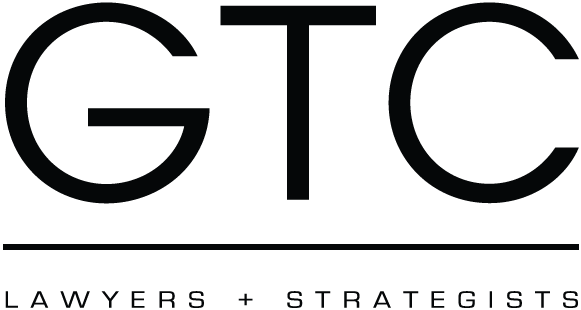 GTC
LAWYERS + STRATEGISTS